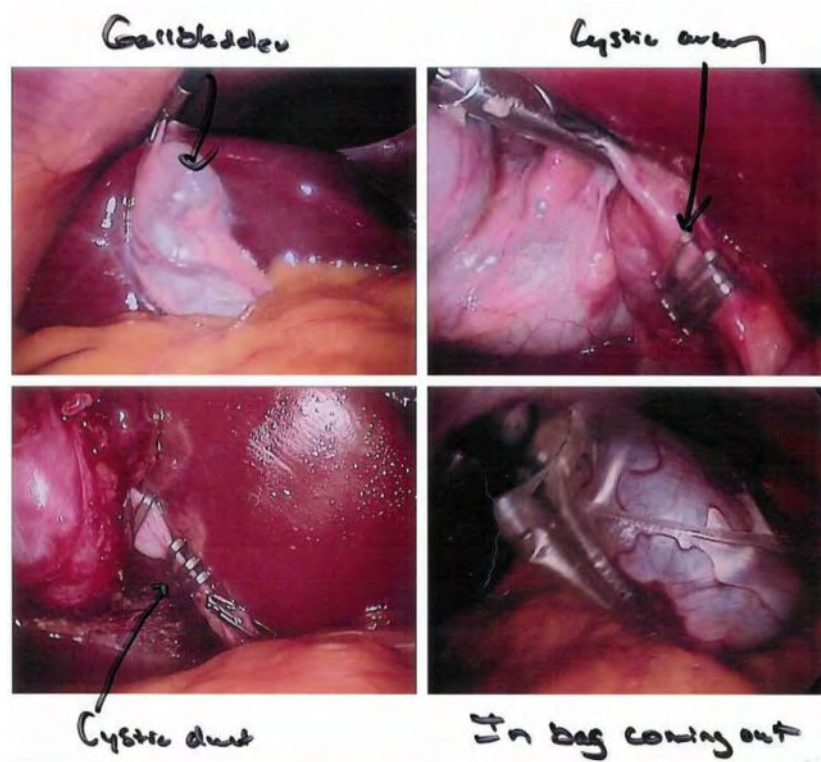 Gallbladder
Cystic artery
Cystic duct
In bag coming out